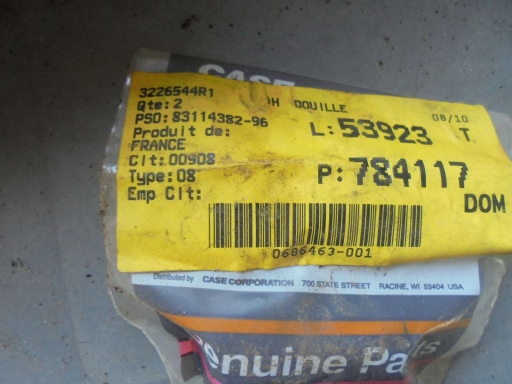 CASE
3226544R1
IH DOUILLE
Qte: 2
08/10
PSO: 83114382-96
L: 53923 T
Produit de:
FRANCE
Clt: 00908
P: 784117
Type: 08
Emp Clt:
DOM
0686463-001
Distributed by CASE CORPORATION 700 STATE STREET RACINE, WI 53404 USA
Genuine Parts